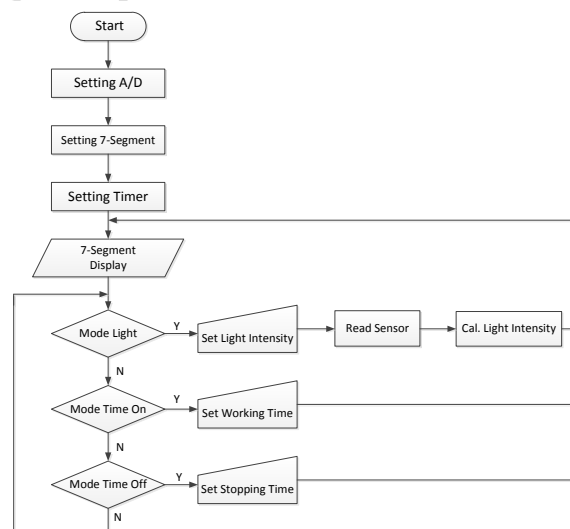 Start
Setting A/D
Setting 7-Segment
Setting Timer
7-Segment
Display
Mode Light
Y
Set Light Intensity
Read Sensor
Cal. Light Intensity
N
Mode Time On
Y
Set Working Time
N
Mode Time Off
Y
Set Stopping Time
N